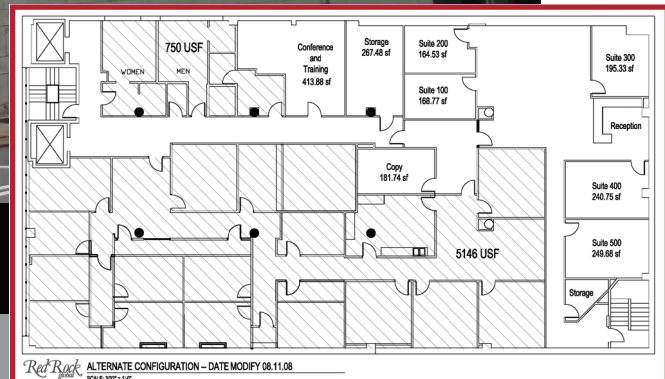 750 USF
WOMEN
MEN
Conference
and
Training
413.88 sf
Storage
267.48 sf
Suite 200
164.53 sf
Suite 100
168.77 sf
Suite 300
195.33 sf
Reception
Copy
181.74 sf
Suite 400
240.75 sf
5146 USF
Suite 500
249.68 sf
Storage
Red Rock
global
ALTERNATE CONFIGURATION – DATE MODIFY 08.11.08